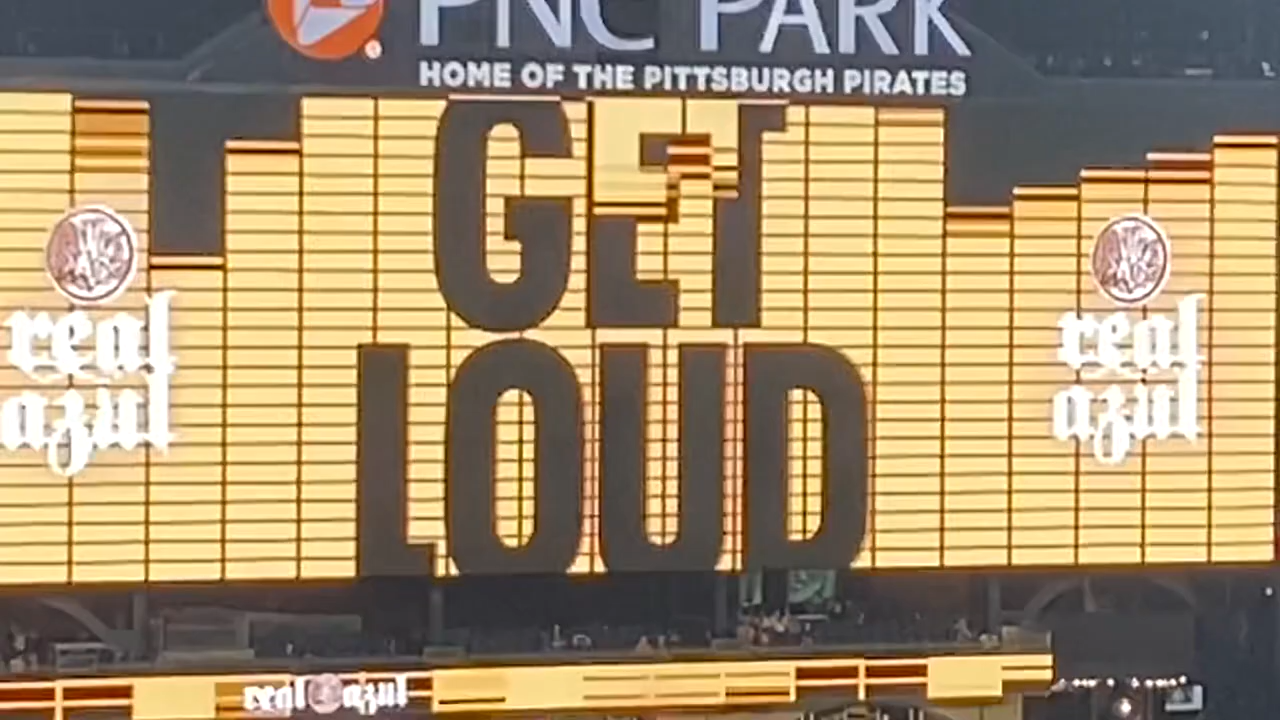 PNC PARK
HOME OF THE PITTSBURGH PIRATES
GET
LOUD
real
azul
real
azul
real azul